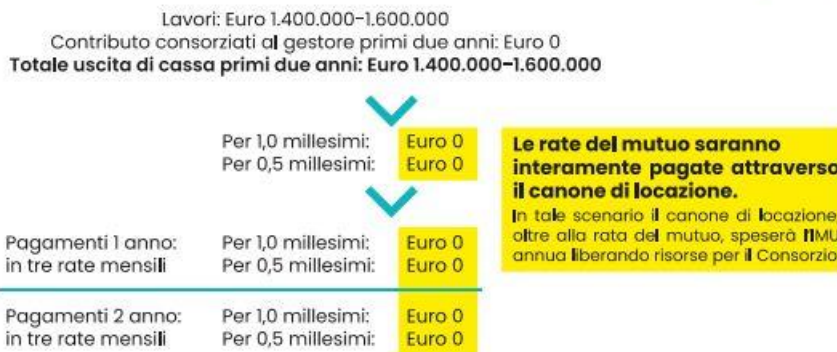 Lavori: Euro 1.400.000-1.600.000
Contributo consorziati al gestore primi due anni: Euro 0
Totale uscita di cassa primi due anni: Euro 1.400.000-1.600.000
Per 1,0 millesimi: Euro 0
Per 0,5 millesimi: Euro 0
Le rate del mutuo saranno
interamente pagate attraverso
il canone di locazione.
In tale scenario il canone di locazione
oltre alla rata del mutuo, speserà l'IMU
annua liberando risorse per il Consorzio
Pagamenti 1 anno: Per 1,0 millesimi: Euro 0
in tre rate mensili Per 0,5 millesimi: Euro 0
Pagamenti 2 anno: Per 1,0 millesimi: Euro 0
in tre rate mensili Per 0,5 millesimi: Euro 0